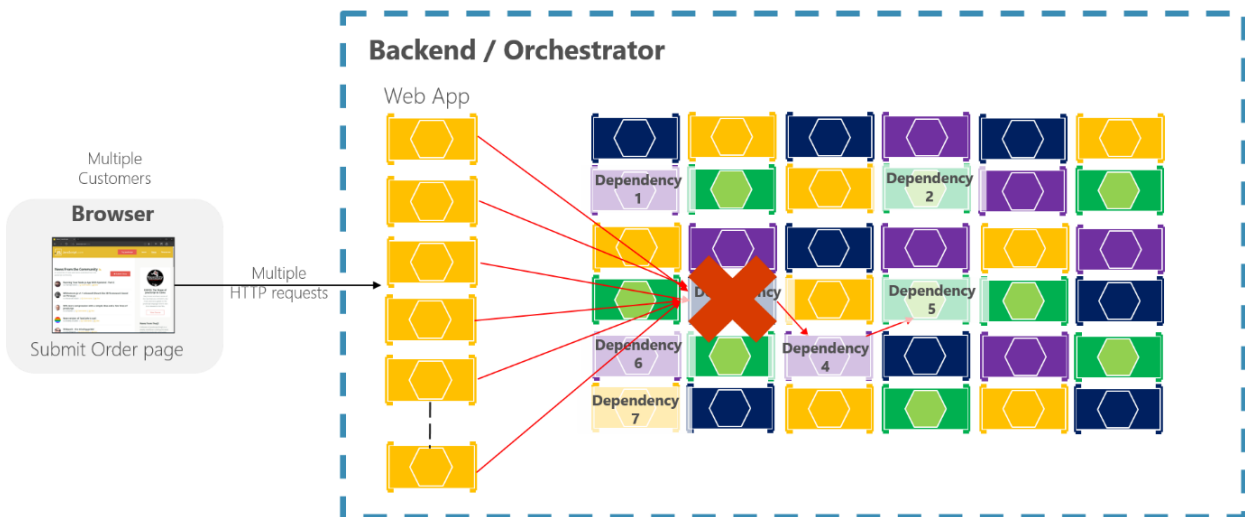 Backend / Orchestrator
Web App
Multiple
Customers
Browser
Submit Order page
Multiple
HTTP requests
Dependency
1
Dependency
2
Dependency
5
Dependency
6
Dependency
4
Dependency
7